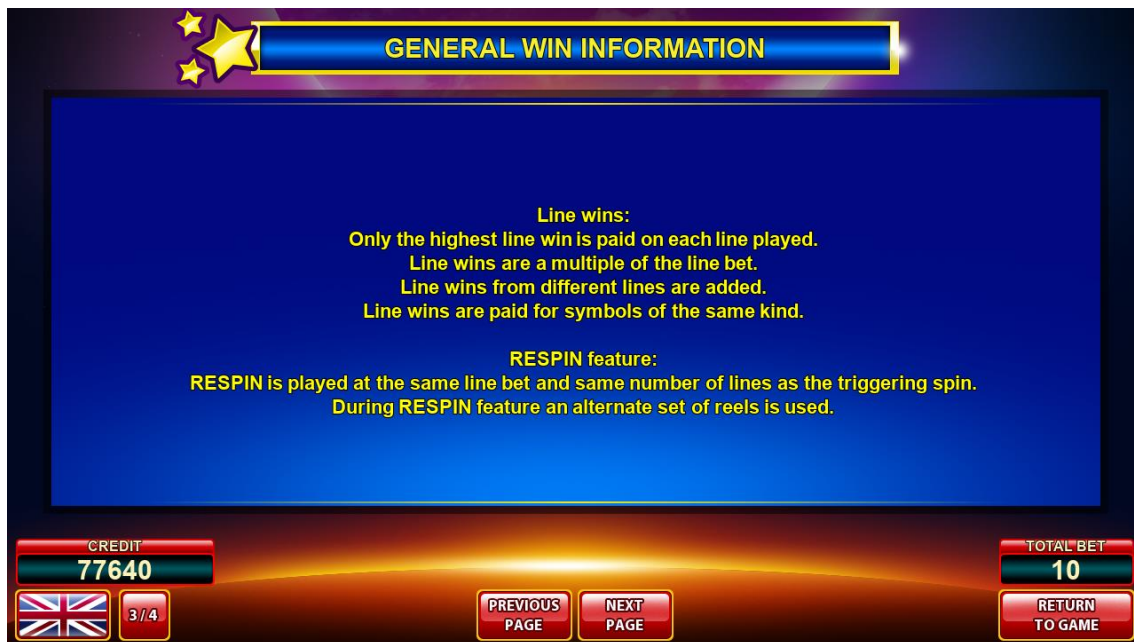 GENERAL WIN INFORMATION
Line wins:
Only the highest line win is paid on each line played.
Line wins are a multiple of the line bet.
Line wins from different lines are added.
Line wins are paid for symbols of the same kind.
RESPIN feature:
RESPIN is played at the same line bet and same number of lines as the triggering spin.
During RESPIN feature an alternate set of reels is used.
CREDIT
77640
TOTAL BET
10
3/4
PREVIOUS
PAGE
NEXT
PAGE
RETURN
TO GAME